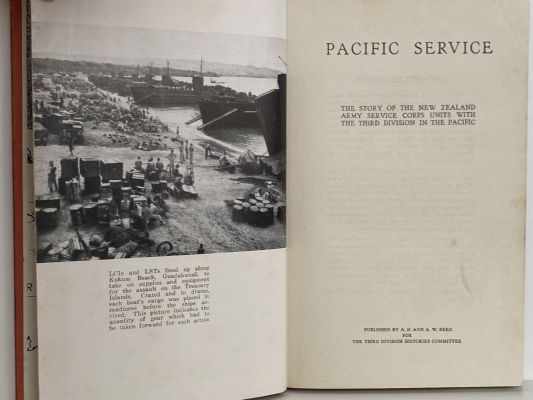 LCIs and LSTs lined up along
Kukum Beach, Guadalcanal, to
take on supplies and equipment
for the assault on the Treasury
Islands. Crated and in drums,
each boat's cargo was placed in
readiness before the ships ar-
rived. This picture indicates the
quantity of gear which had to
be taken forward for each action
PACIFIC SERVICE
THE STORY OF THE NEW ZEALAND
ARMY SERVICE CORPS UNITS WITH
THE THIRD DIVISION IN THE PACIFIC
PUBLISHED BY A. H. AND A. W. REED
FOR
THE THIRD DIVISION HISTORIES COMMITTEE